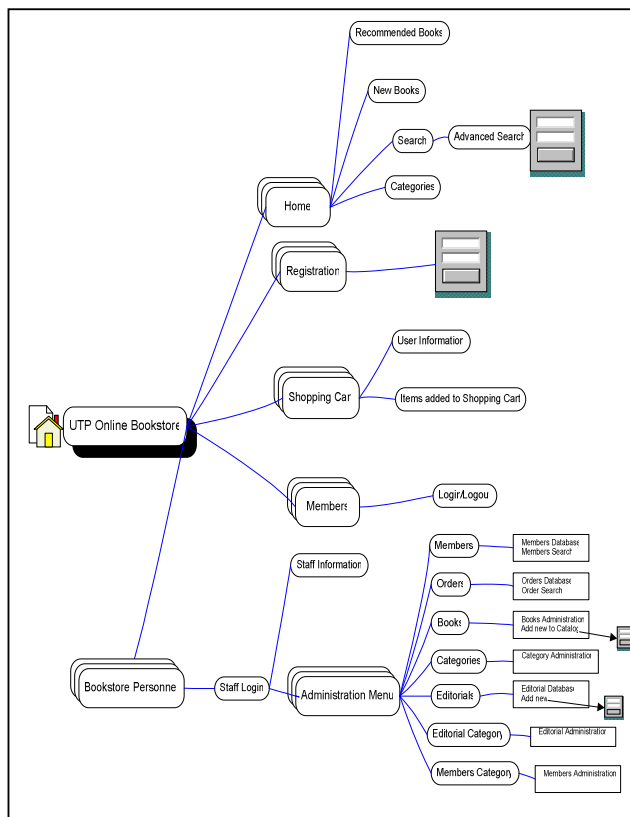 Recommended Books
New Books
Search
Advanced Search
Categories
Home
Registration
User Information
Shopping Car
Items added to Shopping Cart
UTP Online Bookstore
Members
Login/Logou
Staff Information
Members
Members Database
Members Search
Orders
Orders Database
Order Search
Books
Books Administration
Add new to Catalog
Categories
Category Administration
Bookstore Personne
Staff Login
Administration Menu
Editorials
Editorial Database
Add new
Editorial Category
Editorial Administration
Members Category
Members Administration